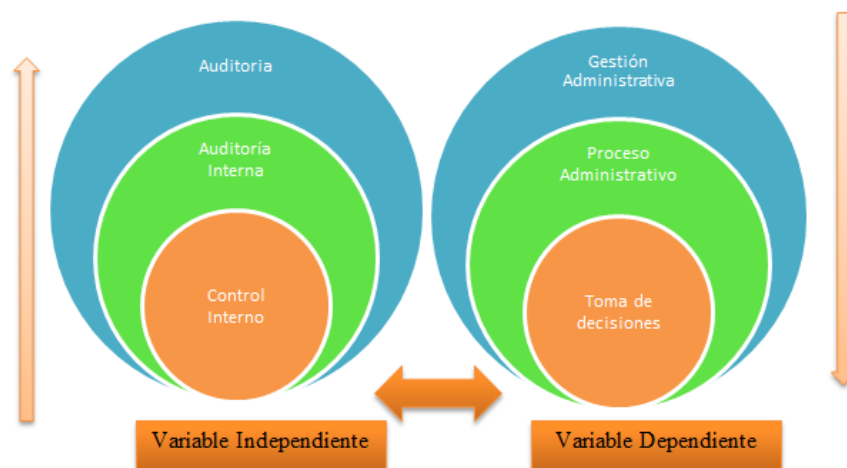 Auditoria
Auditoría
Interna
Control
Interno
Gestión
Administrativa
Proceso
Administrativo
Toma de
decisiones
Variable Independiente
Variable Dependiente